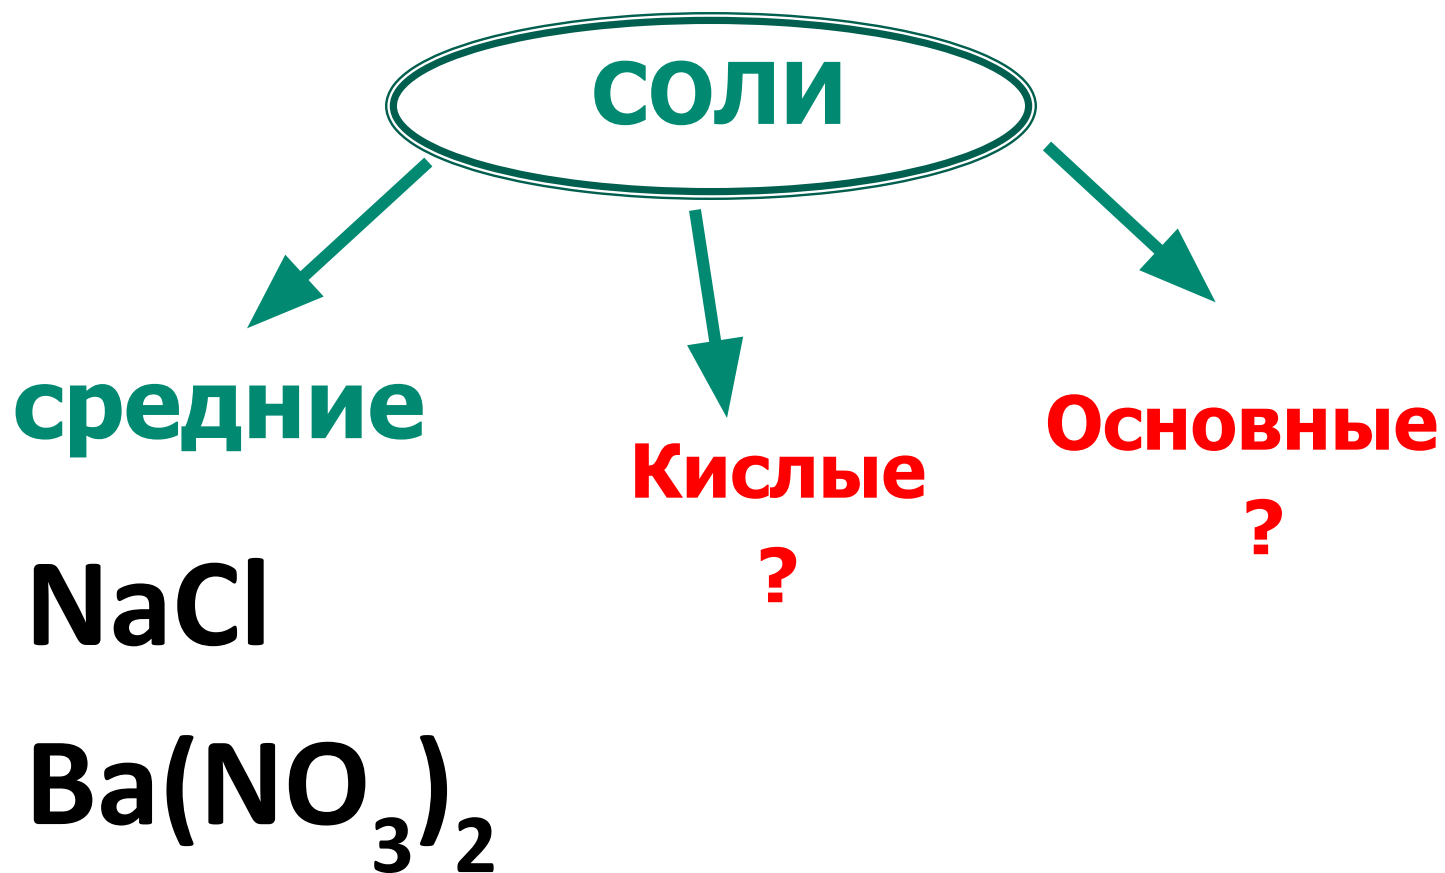 СОЛИ
средние
NaCl
Ba(NO₃)₂
Кислые
?
Основные
?